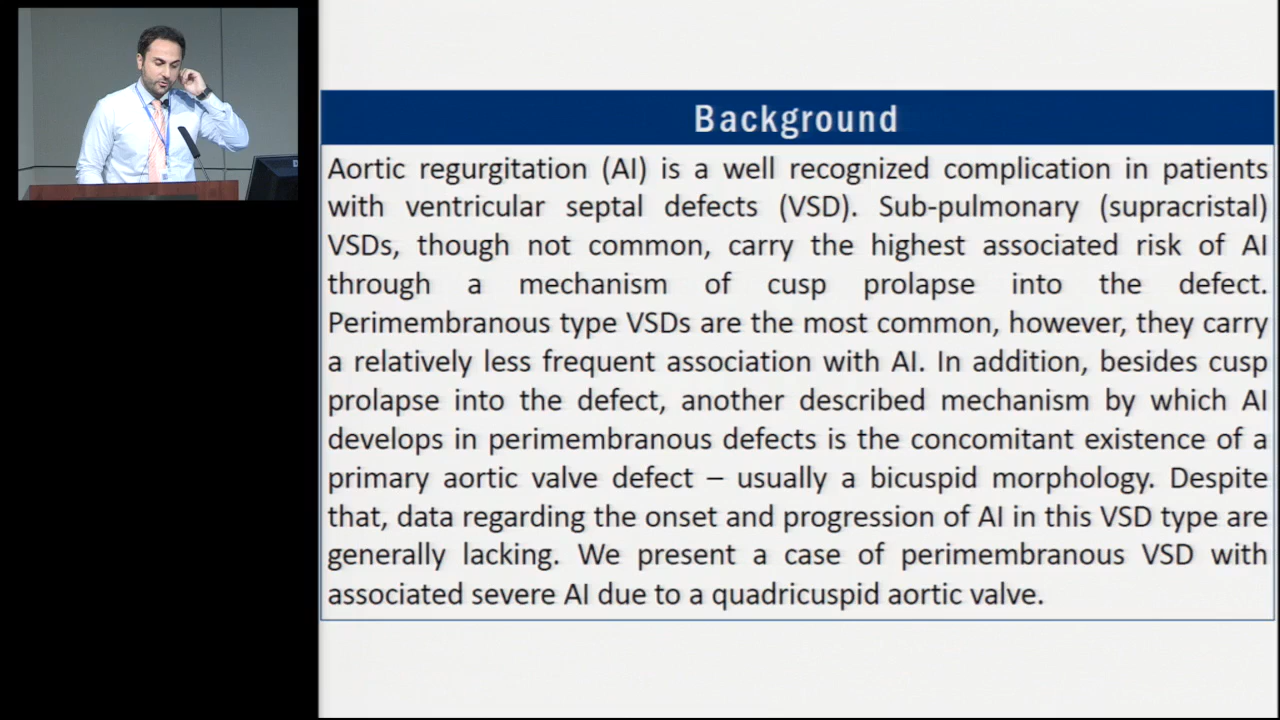 Background
Aortic regurgitation (AI) is a well recognized complication in patients
with ventricular septal defects (VSD). Sub-pulmonary (supracristal)
VSDs, though not common, carry the highest associated risk of AI
through a mechanism of cusp prolapse into the defect.
Perimembranous type VSDs are the most common, however, they carry
a relatively less frequent association with AI. In addition, besides cusp
prolapse into the defect, another described mechanism by which AI
develops in perimembranous defects is the concomitant existence of a
primary aortic valve defect – usually a bicuspid morphology. Despite
that, data regarding the onset and progression of AI in this VSD type are
generally lacking. We present a case of perimembranous VSD with
associated severe AI due to a quadricuspid aortic valve.